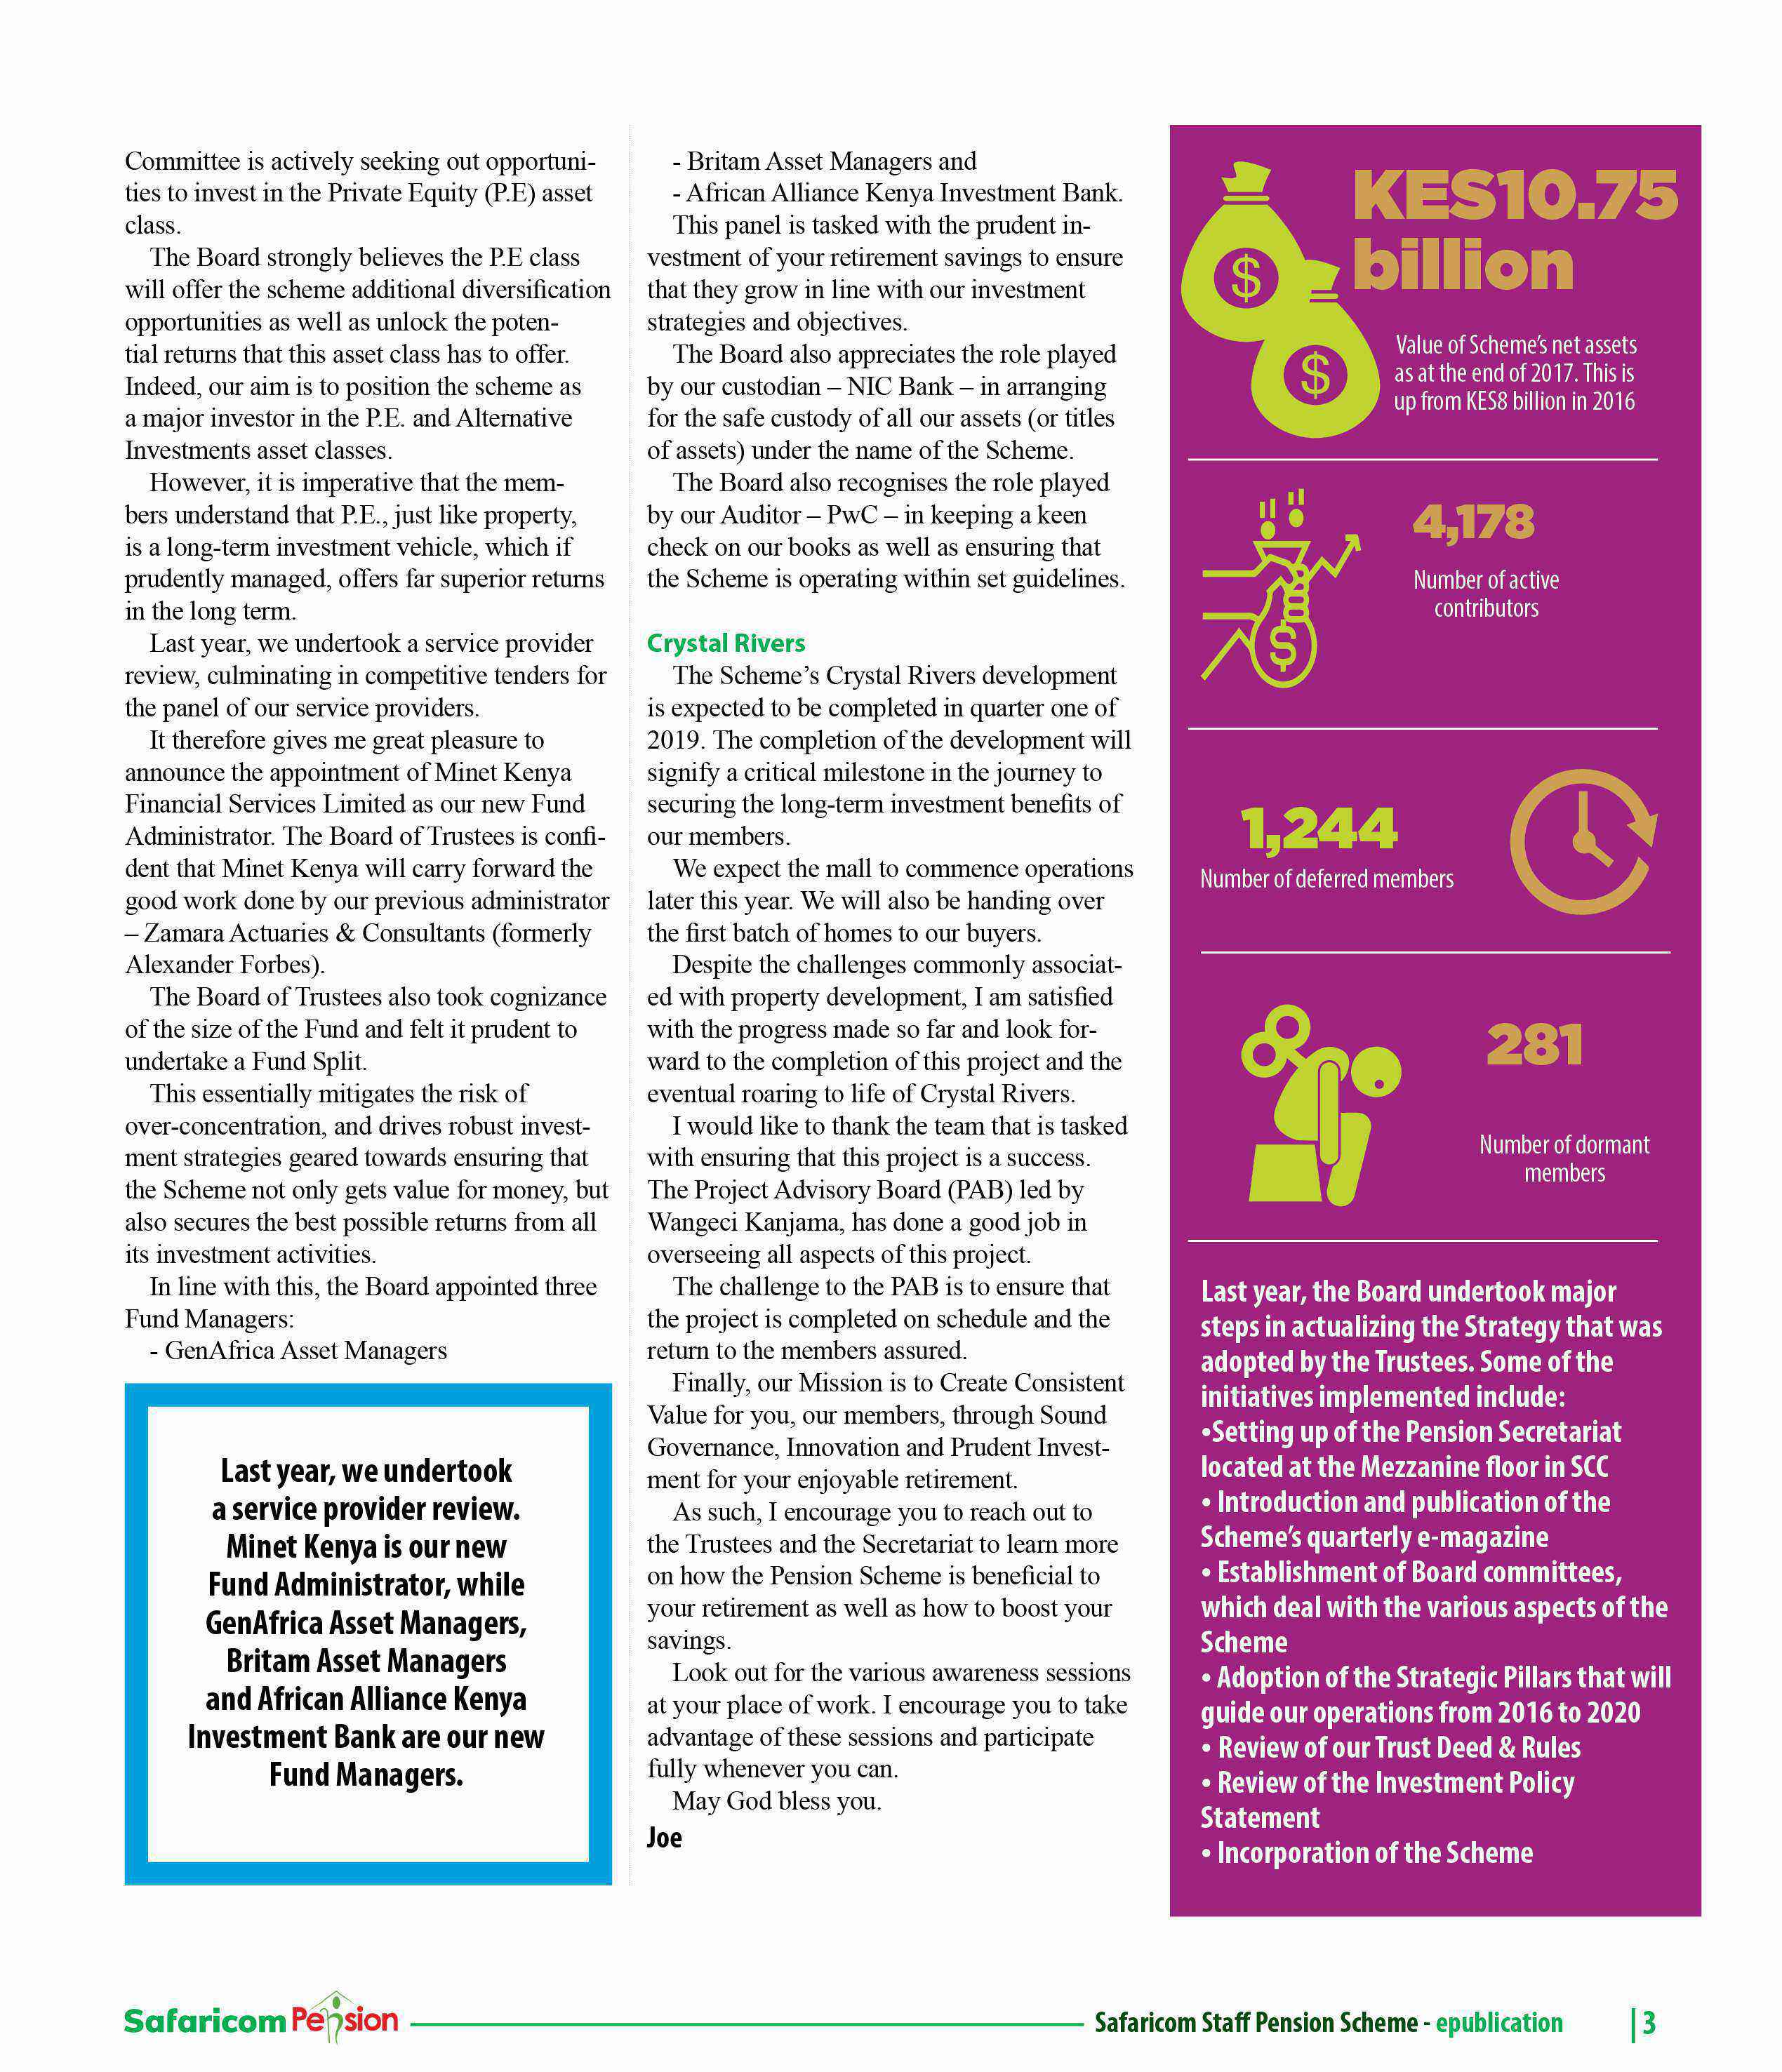 Committee is actively seeking out opportuni-
ties to invest in the Private Equity (P.E) asset
class.
The Board strongly believes the P.E class
will offer the scheme additional diversification
opportunities as well as unlock the poten-
tial returns that this asset class has to offer.
Indeed, our aim is to position the scheme as
a major investor in the P.E. and Alternative
Investments asset classes.
However, it is imperative that the mem-
bers understand that P.E., just like property,
is a long-term investment vehicle, which if
prudently managed, offers far superior returns
in the long term.
Last year, we undertook a service provider
review, culminating in competitive tenders for
the panel of our service providers.
It therefore gives me great pleasure to
announce the appointment of Minet Kenya
Financial Services Limited as our new Fund
Administrator. The Board of Trustees is confi-
dent that Minet Kenya will carry forward the
good work done by our previous administrator
– Zamara Actuaries & Consultants (formerly
Alexander Forbes).
The Board of Trustees also took cognizance
of the size of the Fund and felt it prudent to
undertake a Fund Split.
This essentially mitigates the risk of
over-concentration, and drives robust invest-
ment strategies geared towards ensuring that
the Scheme not only gets value for money, but
also secures the best possible returns from all
its investment activities.
In line with this, the Board appointed three
Fund Managers:
- GenAfrica Asset Managers
Last year, we undertook
a service provider review.
Minet Kenya is our new
Fund Administrator, while
GenAfrica Asset Managers,
Britam Asset Managers
and African Alliance Kenya
Investment Bank are our new
Fund Managers.
- Britam Asset Managers and
- African Alliance Kenya Investment Bank.
This panel is tasked with the prudent in-
vestment of your retirement savings to ensure
that they grow in line with our investment
strategies and objectives.
The Board also appreciates the role played
by our custodian – NIC Bank – in arranging
for the safe custody of all our assets (or titles
of assets) under the name of the Scheme.
The Board also recognises the role played
by our Auditor – PwC – in keeping a keen
check on our books as well as ensuring that
the Scheme is operating within set guidelines.
Crystal Rivers
The Scheme's Crystal Rivers development
is expected to be completed in quarter one of
2019. The completion of the development will
signify a critical milestone in the journey to
securing the long-term investment benefits of
our members.
We expect the mall to commence operations
later this year. We will also be handing over
the first batch of homes to our buyers.
Despite the challenges commonly associat-
ed with property development, I am satisfied
with the progress made so far and look for-
ward to the completion of this project and the
eventual roaring to life of Crystal Rivers.
I would like to thank the team that is tasked
with ensuring that this project is a success.
The Project Advisory Board (PAB) led by
Wangeci Kanjama, has done a good job in
overseeing all aspects of this project.
The challenge to the PAB is to ensure that
the project is completed on schedule and the
return to the members assured.
Finally, our Mission is to Create Consistent
Value for you, our members, through Sound
Governance, Innovation and Prudent Invest-
ment for your enjoyable retirement.
As such, I encourage you to reach out to
the Trustees and the Secretariat to learn more
on how the Pension Scheme is beneficial to
your retirement as well as how to boost your
savings.
Look out for the various awareness sessions
at your place of work. I encourage you to take
advantage of these sessions and participate
fully whenever you can.
May God bless you.
Joe
KES10.75
billion
$
$
Value of Scheme's net assets
as at the end of 2017. This is
up from KES8 billion in 2016
4,178
Number of active
contributors
$
1,244
Number of deferred members
281
Number of dormant
members
Last year, the Board undertook major
steps in actualizing the Strategy that was
adopted by the Trustees. Some of the
initiatives implemented include:
•Setting up of the Pension Secretariat
located at the Mezzanine floor in SCC
• Introduction and publication of the
Scheme's quarterly e-magazine
• Establishment of Board committees,
which deal with the various aspects of the
Scheme
• Adoption of the Strategic Pillars that will
guide our operations from 2016 to 2020
• Review of our Trust Deed & Rules
• Review of the Investment Policy
Statement
• Incorporation of the Scheme
Safaricom Pension
Safaricom Staff Pension Scheme - epublication
| 3